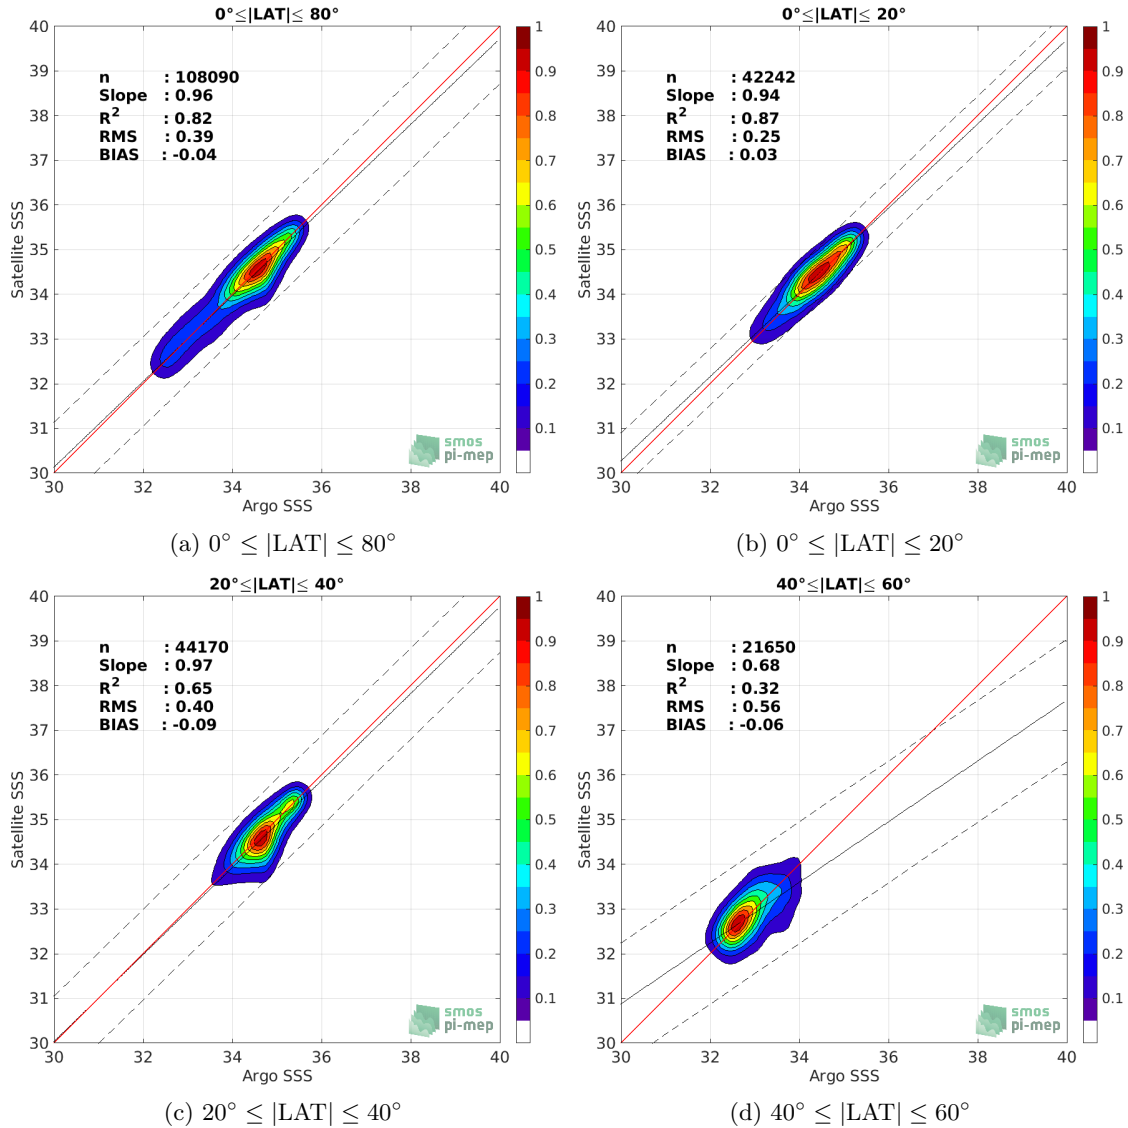 0°≤|LAT|≤ 80°
40
39
38
37
36
35
34
33
32
31
30
Satellite SSS
n : 108090
Slope : 0.96
R² : 0.82
RMS : 0.39
BIAS : -0.04
smos
pi-mep
30 32 34 36 38 40
Argo SSS
1
0.9
0.8
0.7
0.6
0.5
0.4
0.3
0.2
0.1
(a) 0° ≤ |LAT| ≤ 80°
0°≤|LAT|≤ 20°
40
39
38
37
36
35
34
33
32
31
30
Satellite SSS
n : 42242
Slope : 0.94
R² : 0.87
RMS : 0.25
BIAS : 0.03
smos
pi-mep
30 32 34 36 38 40
Argo SSS
1
0.9
0.8
0.7
0.6
0.5
0.4
0.3
0.2
0.1
(b) 0° ≤ |LAT| ≤ 20°
20°≤|LAT|≤ 40°
40
39
38
37
36
35
34
33
32
31
30
Satellite SSS
n : 44170
Slope : 0.97
R² : 0.65
RMS : 0.40
BIAS : -0.09
smos
pi-mep
30 32 34 36 38 40
Argo SSS
1
0.9
0.8
0.7
0.6
0.5
0.4
0.3
0.2
0.1
(c) 20° ≤ |LAT| ≤ 40°
40°≤|LAT|≤ 60°
40
39
38
37
36
35
34
33
32
31
30
Satellite SSS
n : 21650
Slope : 0.68
R² : 0.32
RMS : 0.56
BIAS : -0.06
smos
pi-mep
30 32 34 36 38 40
Argo SSS
1
0.9
0.8
0.7
0.6
0.5
0.4
0.3
0.2
0.1
(d) 40° ≤ |LAT| ≤ 60°